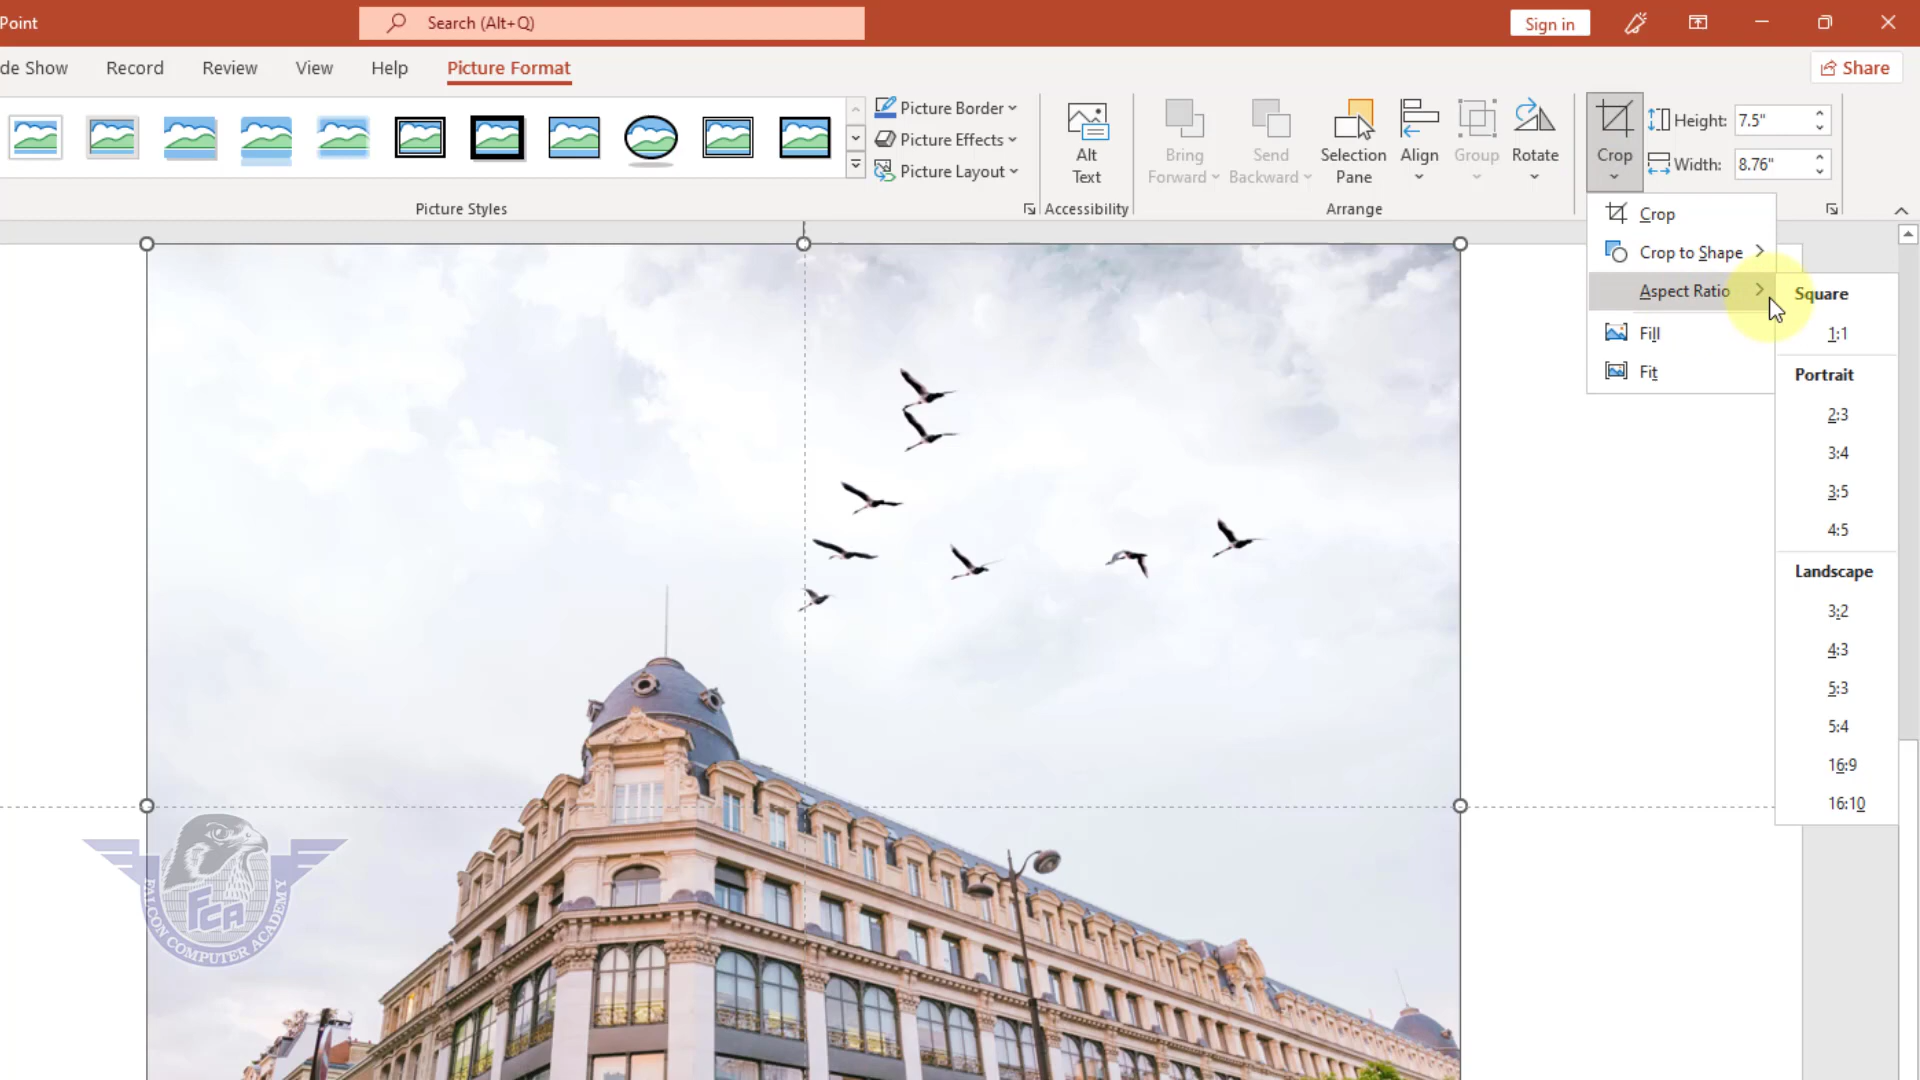 Point
Search (Alt+Q)
Sign in
de Show
Record
Review
View
Help
Picture Format
Share
Picture Border
Picture Effects
Picture Layout
Alt
Text
Bring
Forward
Send
Backward
Selection
Pane
Align
Group
Rotate
Crop
Height: 7.5"
Width: 8.76"
Picture Styles
Accessibility
Arrange
Crop
Crop to Shape
Aspect Ratio
Fill
Fit
Square
1:1
Portrait
2:3
3:4
3:5
4:5
Landscape
3:2
4:3
5:3
5:4
16:9
16:10
FCA
FALCON COMPUTER ACADEMY